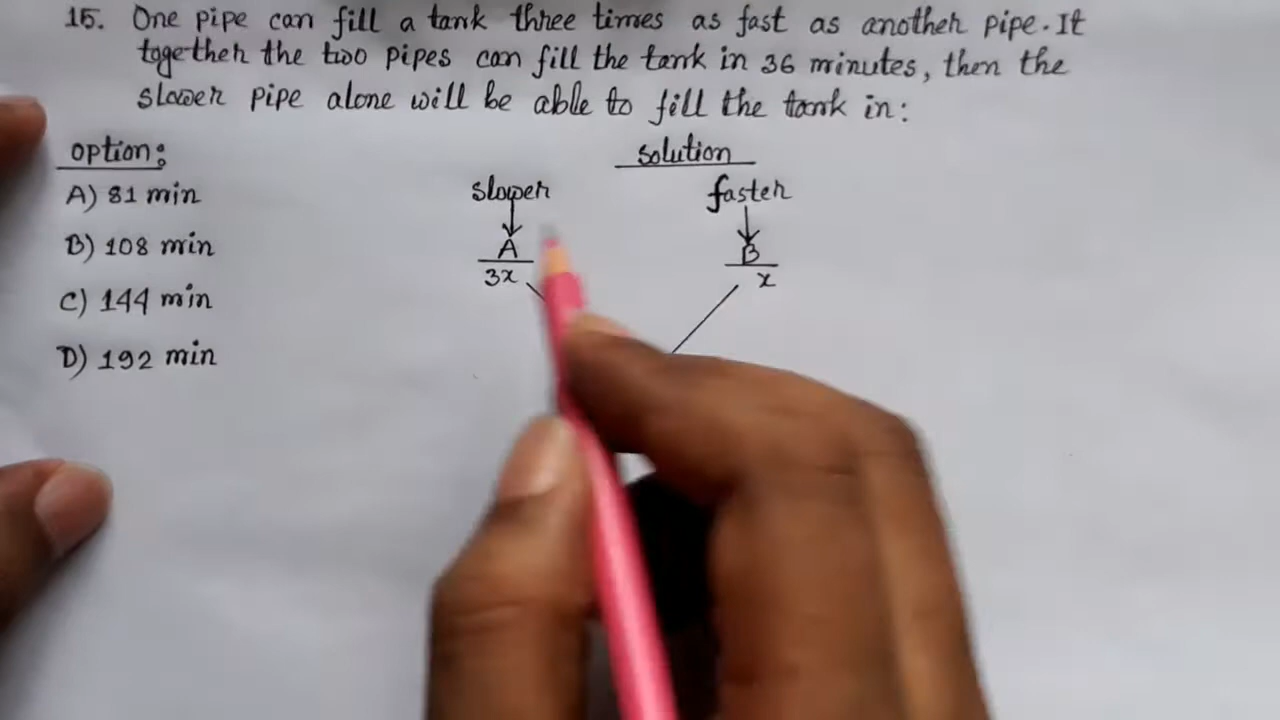 15. One pipe can fill a tank three times as fast as another pipe. It
together the two pipes can fill the tank in 36 minutes, then the
slower pipe alone will be able to fill the tank in:
option:
solution
A) 81 min
B) 108 min
C) 144 min
D) 192 min
slower
faster
A
B
3x
x